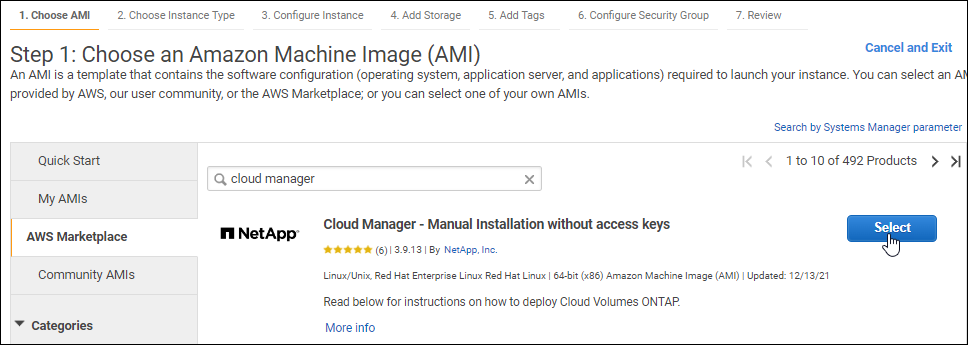 1. Choose AMI 2. Choose Instance Type 3. Configure Instance 4. Add Storage 5. Add Tags 6. Configure Security Group 7. Review
Step 1: Choose an Amazon Machine Image (AMI)
Cancel and Exit
An AMI is a template that contains the software configuration (operating system, application server, and applications) required to launch your instance. You can select an AM
provided by AWS, our user community, or the AWS Marketplace; or you can select one of your own AMIs.
Search by Systems Manager parameter
Quick Start
My AMIs
AWS Marketplace
Community AMIs
Categories
1 to 10 of 492 Products
cloud manager
NetApp
Cloud Manager - Manual Installation without access keys
Select
(6) | 3.9.13 | By NetApp, Inc.
Linux/Unix, Red Hat Enterprise Linux Red Hat Linux | 64-bit (x86) Amazon Machine Image (AMI) | Updated: 12/13/21
Read below for instructions on how to deploy Cloud Volumes ONTAP.
More info